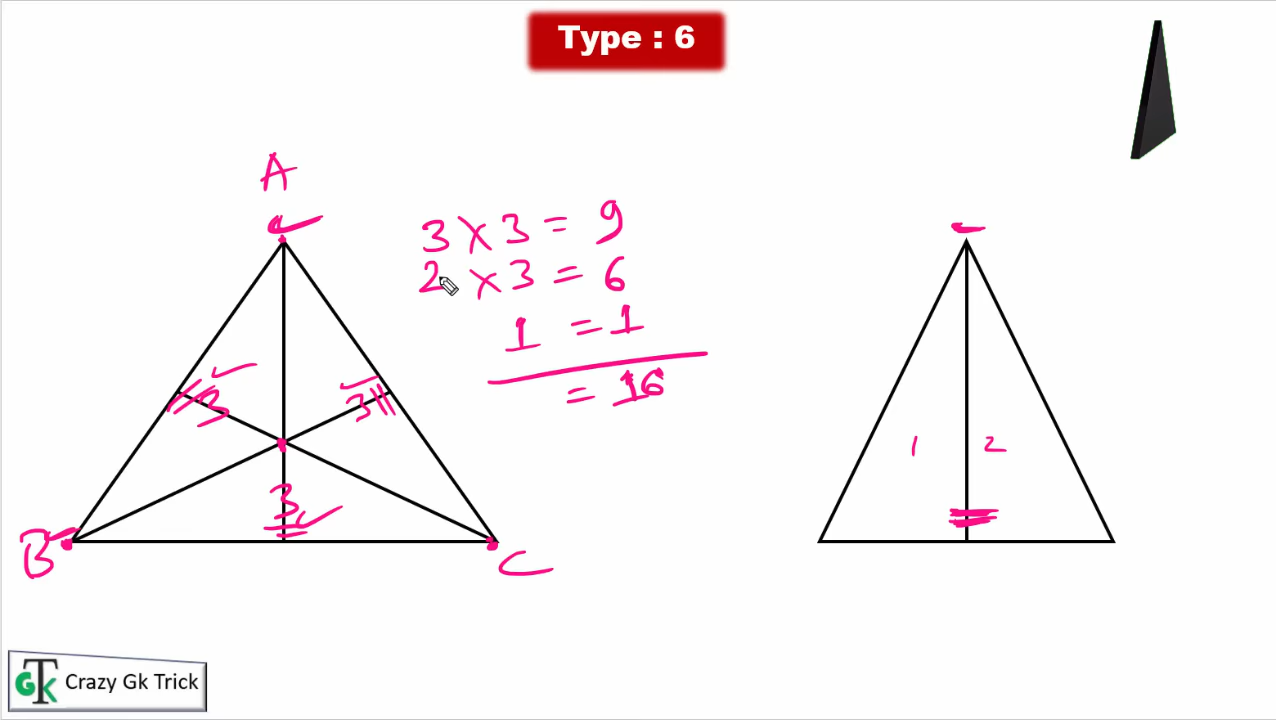 Type : 6
A
3 x 3 = 9
2 x 3 = 6
1 = 1
= 16
3
3
3
B
C
1 2
GTK Crazy Gk Trick